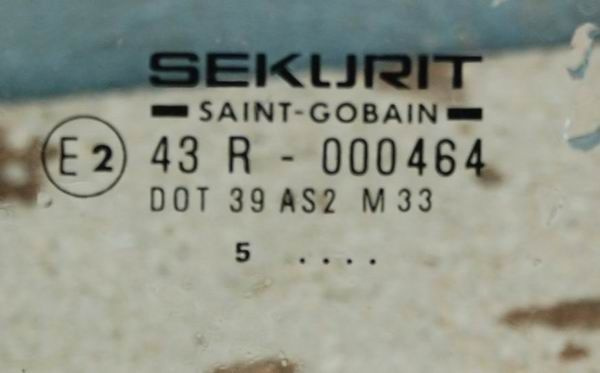 SEKURIT
SAINT-GOBAIN
E2 43 R - 000464
DOT 39 AS2 M33
5 ....